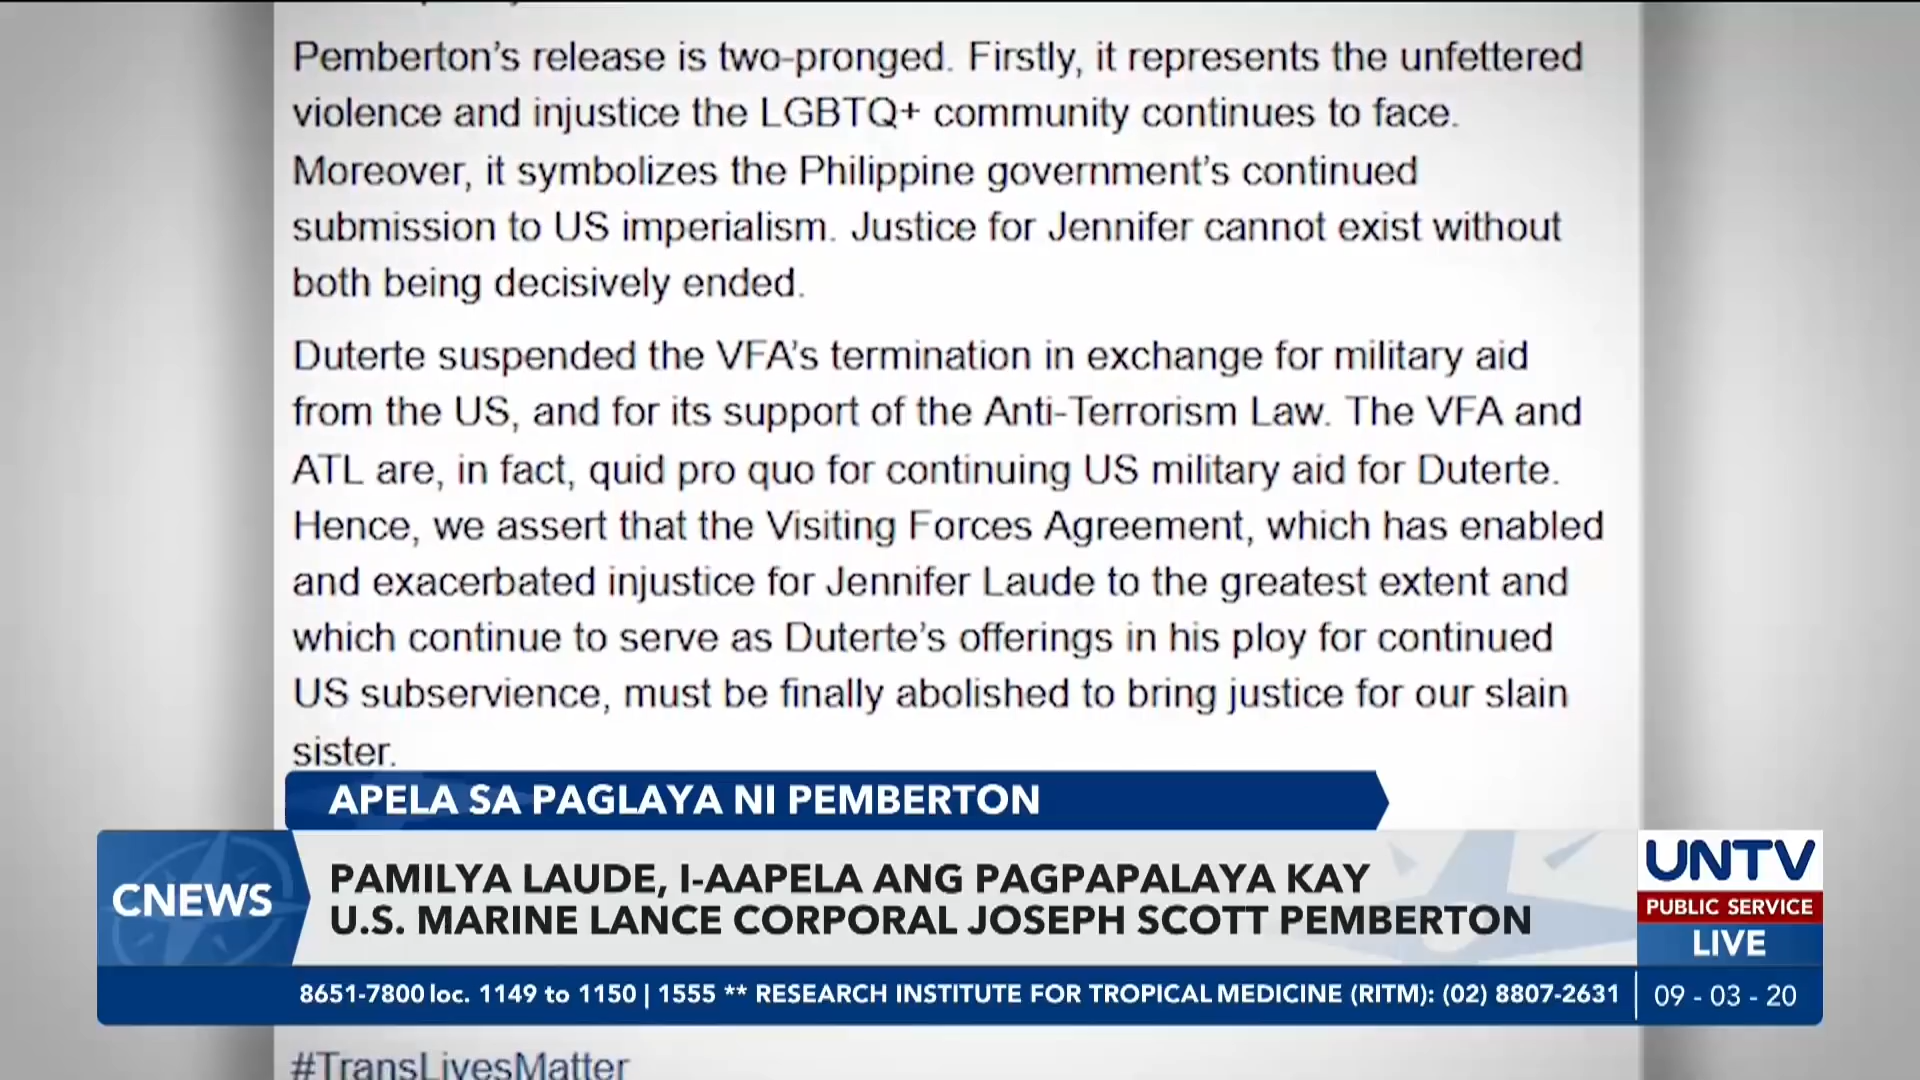 Pemberton's release is two-pronged. Firstly, it represents the unfettered
violence and injustice the LGBTQ+ community continues to face.
Moreover, it symbolizes the Philippine government's continued
submission to US imperialism. Justice for Jennifer cannot exist without
both being decisively ended.
Duterte suspended the VFA's termination in exchange for military aid
from the US, and for its support of the Anti-Terrorism Law. The VFA and
ATL are, in fact, quid pro quo for continuing US military aid for Duterte.
Hence, we assert that the Visiting Forces Agreement, which has enabled
and exacerbated injustice for Jennifer Laude to the greatest extent and
which continue to serve as Duterte's offerings in his ploy for continued
US subservience, must be finally abolished to bring justice for our slain
sister.
APELA SA PAGLAYA NI PEMBERTON
CNEWS
PAMILYA LAUDE, I-AAPELA ANG PAGPAPALAYA KAY
U.S. MARINE LANCE CORPORAL JOSEPH SCOTT PEMBERTON
UNTV
PUBLIC SERVICE
LIVE
8651-7800 loc. 1149 to 1150 | 1555 ** RESEARCH INSTITUTE FOR TROPICAL MEDICINE (RITM): (02) 8807-2631
09 - 03 - 20
#TransLivesMatter